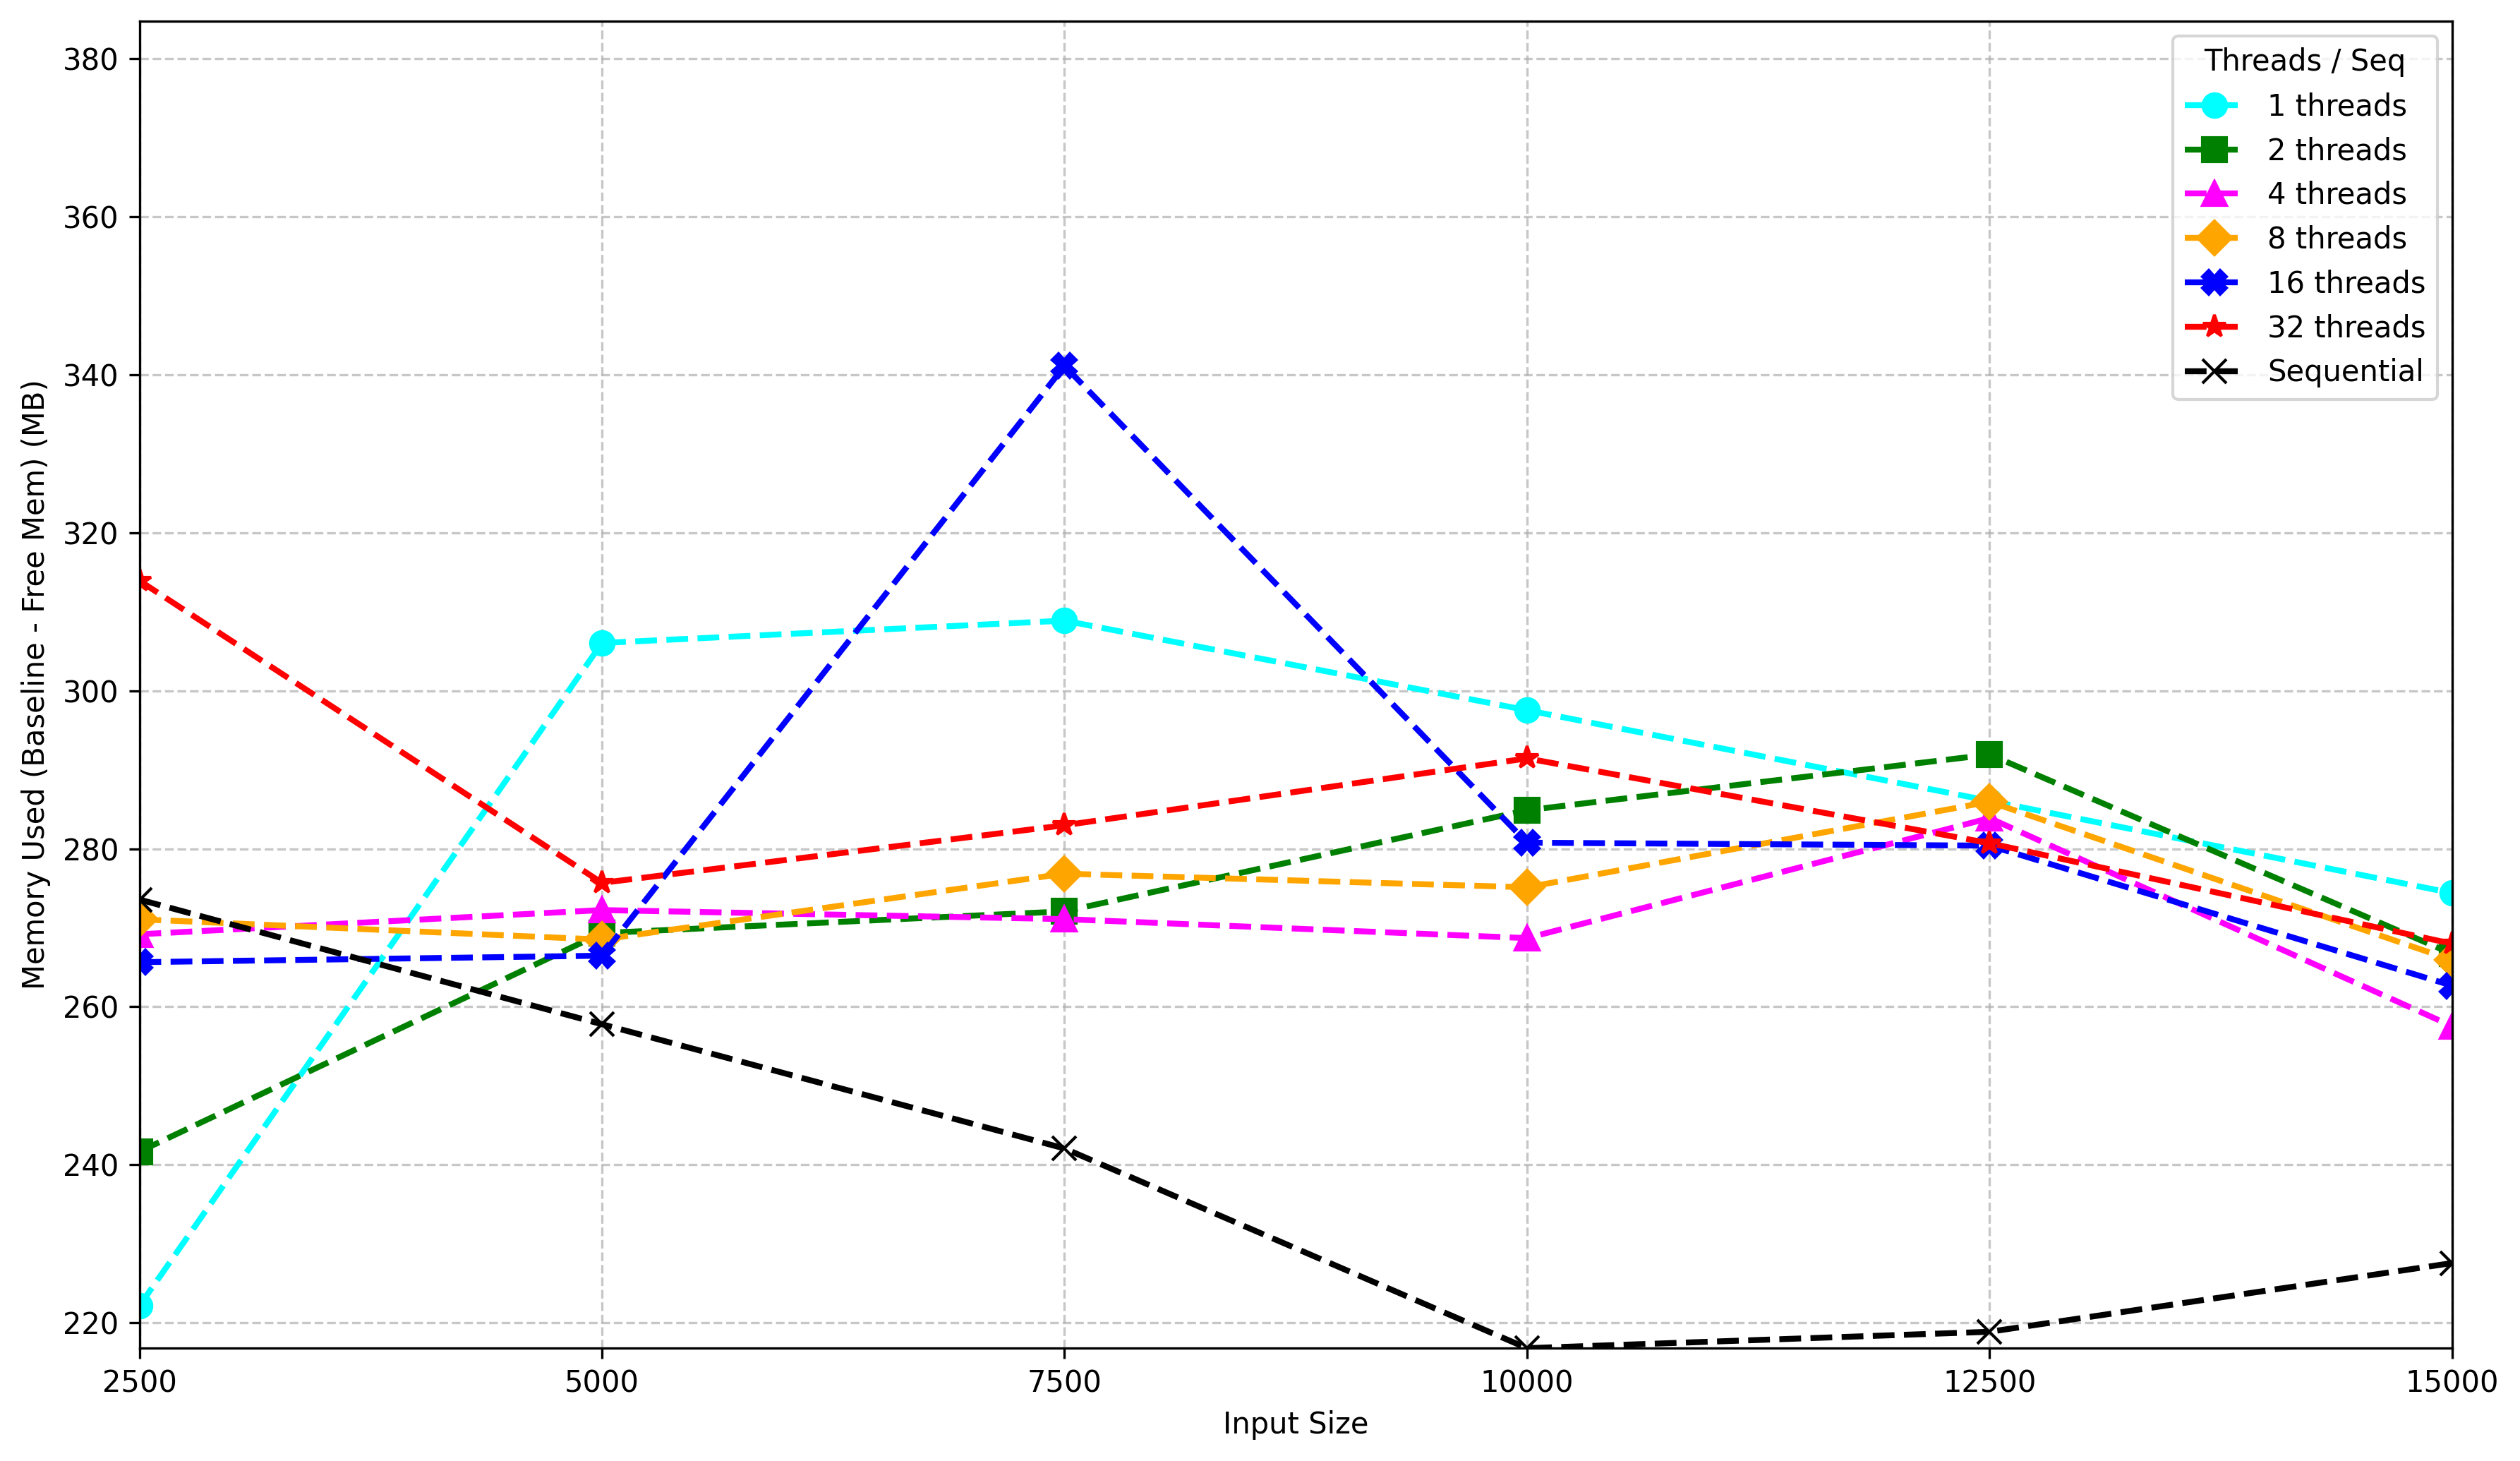 Memory Used (Baseline - Free Mem) (MB)
380
360
340
320
300
280
260
240
220
2500
5000
7500
10000
12500
15000
Input Size
Threads / Seq
1 threads
2 threads
4 threads
8 threads
16 threads
32 threads
Sequential